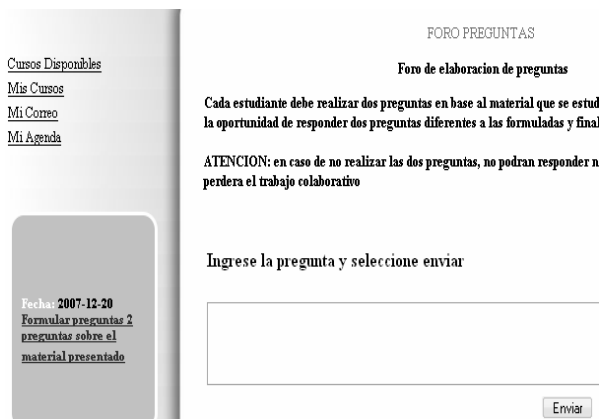 FORO PREGUNTAS
Foro de elaboracion de preguntas
Cursos Disponibles
Mis Cursos
Mi Correo
Mi Agenda
Cada estudiante debe realizar dos preguntas en base al material que se estud
la oportunidad de responder dos preguntas diferentes a las formuladas y final
ATENCION: en caso de no realizar las dos preguntas, no podran responder n
perdera el trabajo colaborativo
Ingrese la pregunta y seleccione enviar
Fecha: 2007-12-20
Formular preguntas 2
preguntas sobre el
material presentado
Enviar